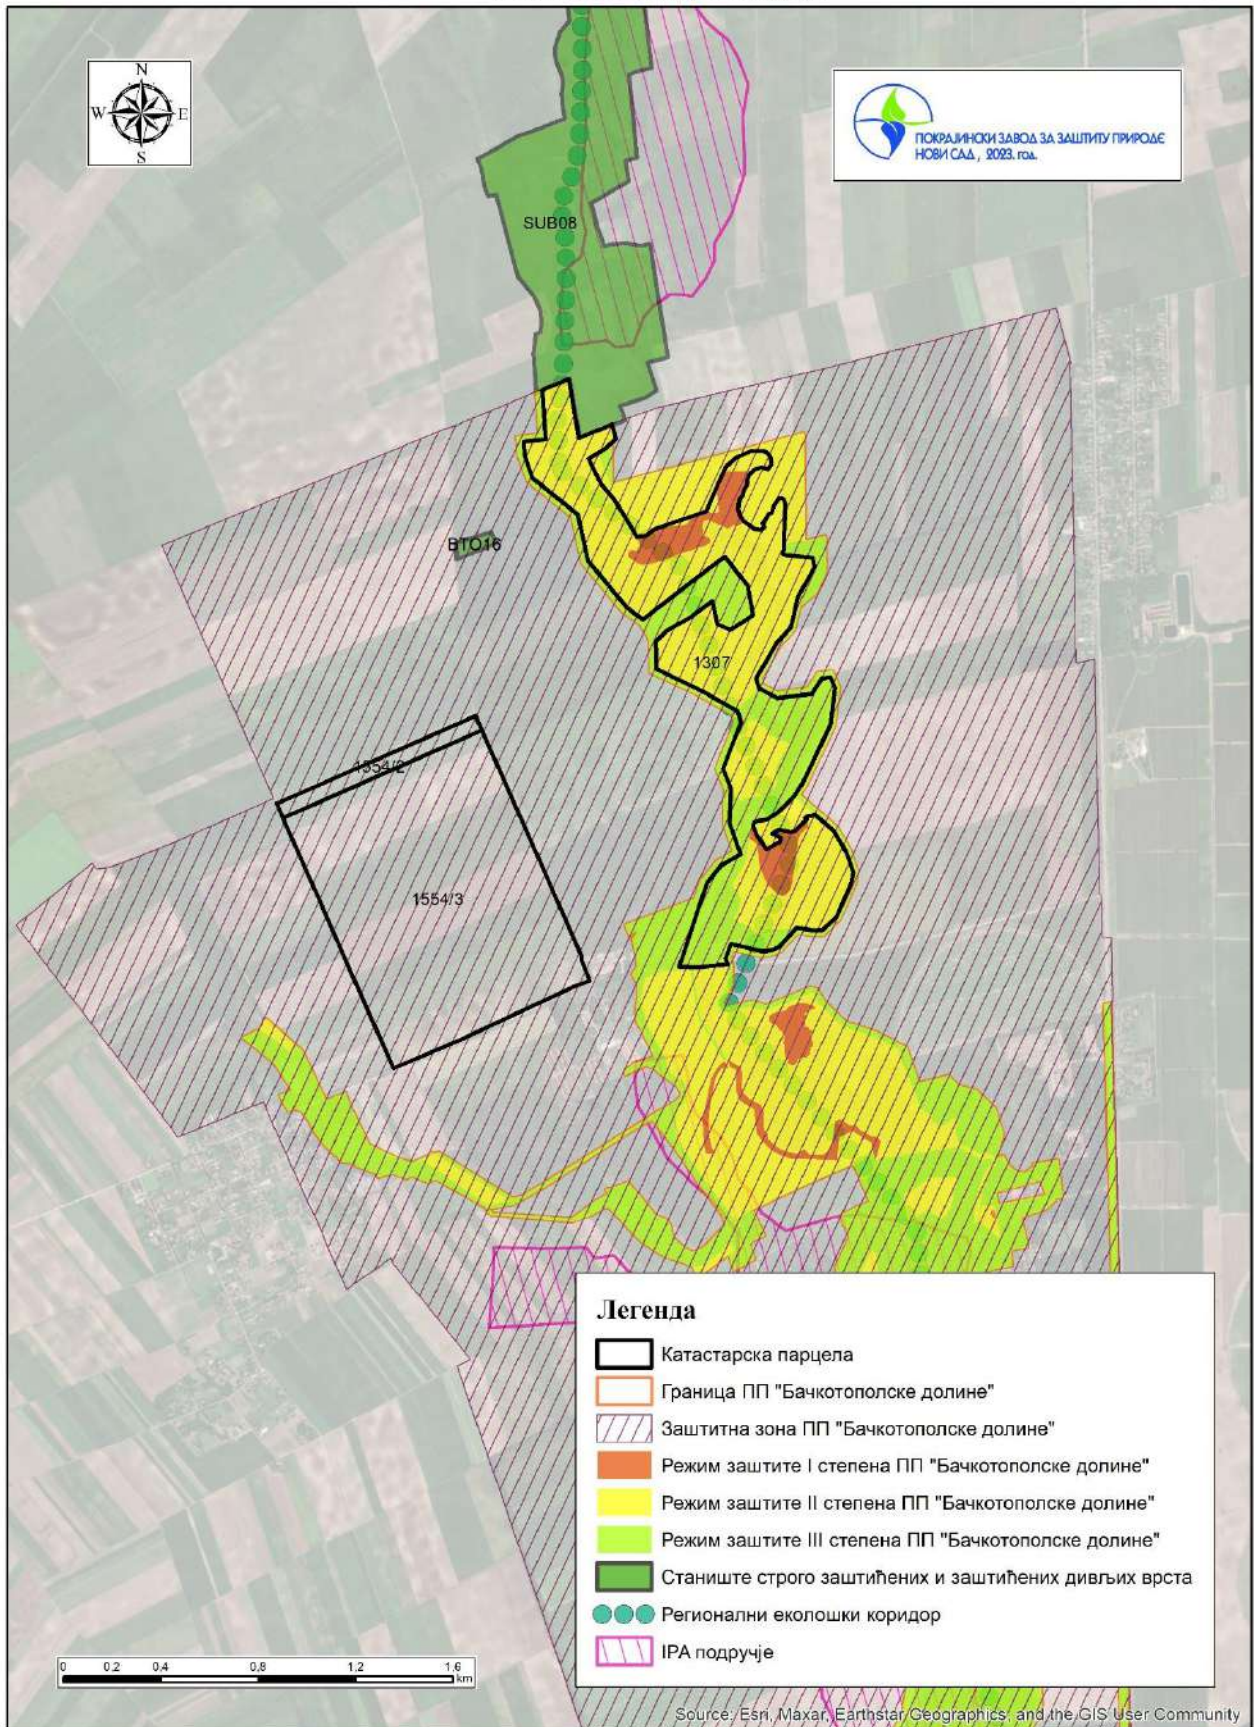 N
W E
S
ПОКРАЈИНСКИ ЗАВОД ЗА ЗАШТИТУ ПРИРОДЕ
НОВИ САД , 2023. год.
SUB08
BTO16
1307
1554/2
1554/3
Легенда
Катастарска парцела
Граница ПП "Бачкотополске долине"
Заштитна зона ПП "Бачкотополске долине"
Режим заштите I степена ПП "Бачкотополске долине"
Режим заштите II степена ПП "Бачкотополске долине"
Режим заштите III степена ПП "Бачкотополске долине"
Станиште строго заштићених и заштићених дивљих врста
Регионални еколошки коридор
IPA подручје
0 0,2 0,4 0,8 1,2 1,6
km
Source: Esri, Maxar, Earthstar Geographics, and the GIS User Community